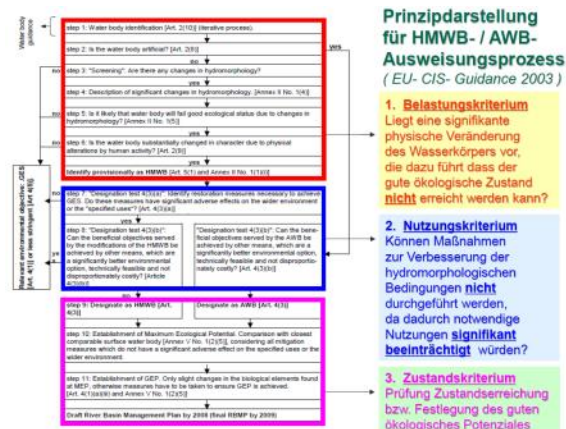 Water body
guidance
step 1: Water body identification [Art. 2(10)] (iterative process).
step 2: Is the water body artificial? [Art. 2(8)]
yes
no
step 3: "Screening". Are there any changes in hydromorphology?
no
yes
step 4: Description of significant changes in hydromorphology. [Annex II No. 1(4)]
yes
step 5: Is it likely that water body will fail good ecological status due to changes in
hydromorphology? [Annex II No. 1(5)]
no
yes
step 6: Is the water body substantially changed in character due to physical
alterations by human activity? [Art. 2(9)]
no
yes
Identify provisionally as HMWB [Art. 5(1) and Annex II No. 1(1)(i)]
Relevant environmental objective: GES
[Art. 4(1)] or less stringent [Art. 4(5)].
step 7: "Designation test 4(3)(a)": Identify restoration measures necessary to achieve
GES. Do these measures have significant adverse effects on the wider environment
or the "specified uses"? [Art. 4(3)(a)]
no
yes
yes
step 8: "Designation test 4(3)(b)":
Can the beneficial objectives served
by the modifications of the HMWB be
achieved by other means, which are a
significantly better environmental option,
technically feasible and not
disproportionately costly? [Article
"Designation test 4(3)(b)". Can the bene-
ficial objectives served by the AWB be
achieved by other means, which are a
significantly better environmental option,
technically feasible and not disproportio-
nately costly? [Art. 4(3)(b)]
no
no
step 9: Designate as HMWB [Art.
4(3)]
Designate as AWB [Art. 4(3)]
step 10: Establishment of Maximum Ecological Potential. Comparison with closest
comparable surface water body [Annex V No. 1(2)(5)], considering all mitigation
measures which do not have a significant adverse effect on the specified uses or the
wider environment.
step 11: Establishment of GEP. Only slight changes in the biological elements found
at MEP, otherwise measures have to be taken to ensure GEP is achieved.
[Art. 4(1)(a)(iii) and Annex V No. 1(2)(5)]
Draft River Basin Management Plan by 2008 (final RBMP by 2009)
Prinzipdarstellung
für HMWB- / AWB-
Ausweisungsprozess
( EU- CIS- Guidance 2003 )
1. Belastungskriterium
Liegt eine signifikante
physische Veränderung
des Wasserkörpers vor,
die dazu führt dass der
gute ökologische Zustand
nicht erreicht werden kann?
2. Nutzungskriterium
Können Maßnahmen
zur Verbesserung der
hydromorphologischen
Bedingungen nicht
durchgeführt werden,
da dadurch notwendige
Nutzungen signifikant
beeinträchtigt würden?
3. Zustandskriterium
Prüfung Zustandserreichung
bzw. Festlegung des guten
ökologischen Potenziales